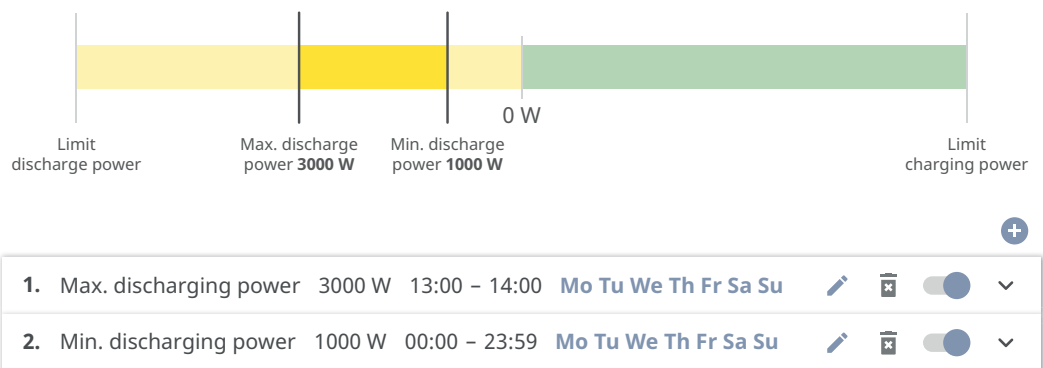 0 W
Limit
discharge power
Max. discharge
power 3000 W
Min. discharge
power 1000 W
Limit
charging power
1. Max. discharging power 3000 W 13:00 – 14:00 Mo Tu We Th Fr Sa Su
2. Min. discharging power 1000 W 00:00 – 23:59 Mo Tu We Th Fr Sa Su